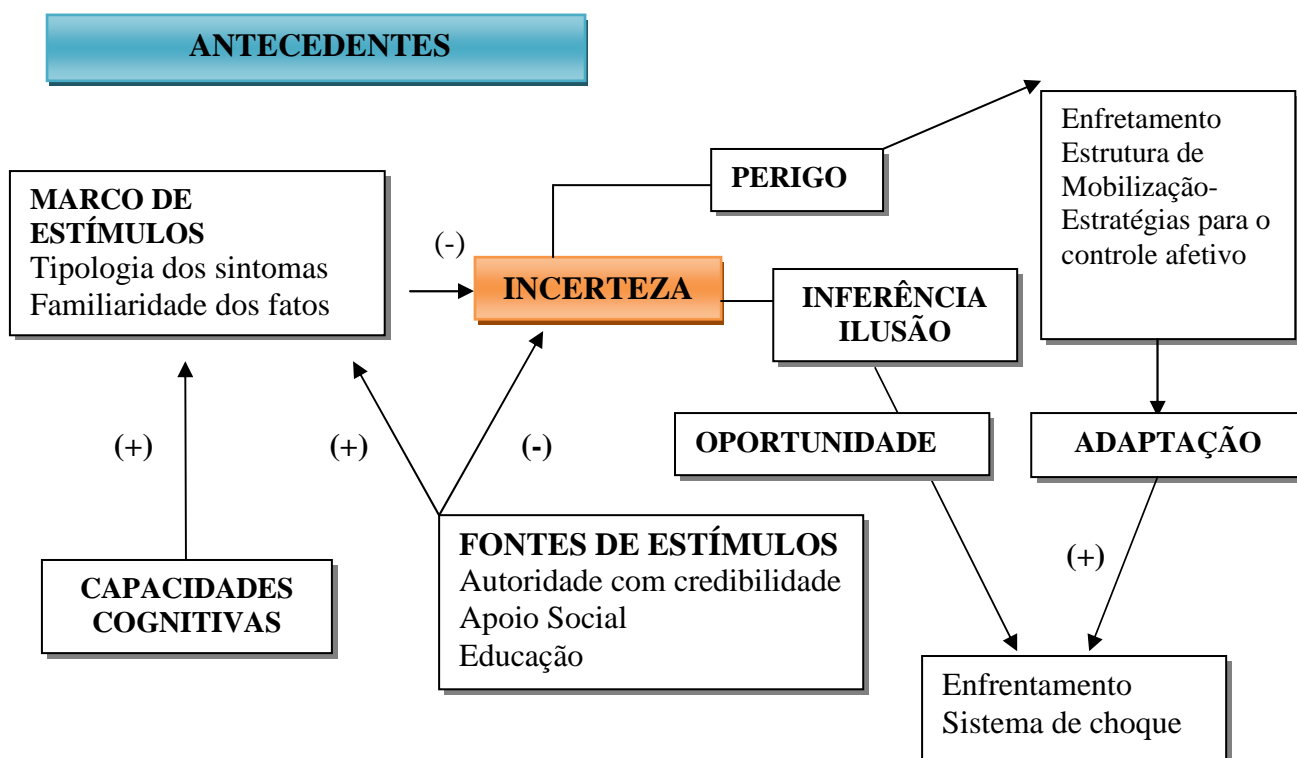 ANTECEDENTES
MARCO DE
ESTÍMULOS
Tipologia dos sintomas
Familiaridade dos fatos
(-)
INCERTEZA
PERIGO
Enfretamento
Estrutura de
Mobilização-
Estratégias para o
controle afetivo
INFERÊNCIA
ILUSÃO
OPORTUNIDADE
ADAPTAÇÃO
(+)
(+)
(-)
(+)
CAPACIDADES
COGNITIVAS
FONTES DE ESTÍMULOS
Autoridade com credibilidade
Apoio Social
Educação
Enfrentamento
Sistema de choque